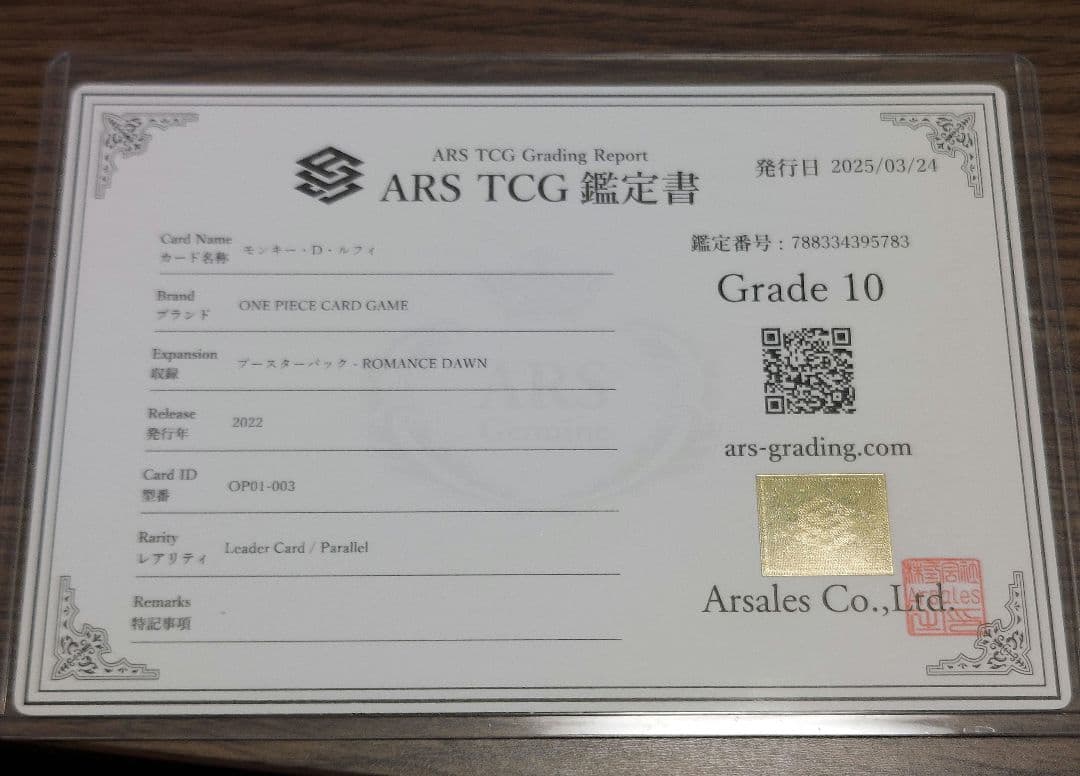 ARS TCG Grading Report
ARS TCG 鑑定書
発行日 2025/03/24
Card Name
カード名称
モンキー・D・ルフィ
Brand
ブランド
ONE PIECE CARD GAME
Expansion
収録
ブースターパック - ROMANCE DAWN
Release
発行年
2022
Card ID
型番
OP01-003
Rarity
レアリティ
Leader Card / Parallel
Remarks
特記事項
-
鑑定番号 : 788334395783
Grade 10
ars-grading.com
Arsales Co.,Ltd.
ARS
Genuine
Arsales